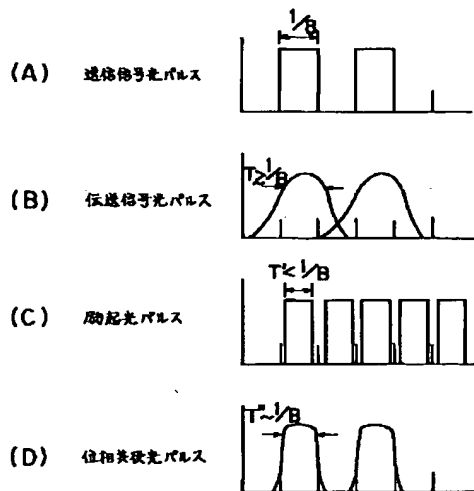 1/B
(A) 送信信号光パルス
T≳1/B
(B) 伝送信号光パルス
T'<1/B
(C) 励起光パルス
T"~1/B
(D) 位相共役光パルス